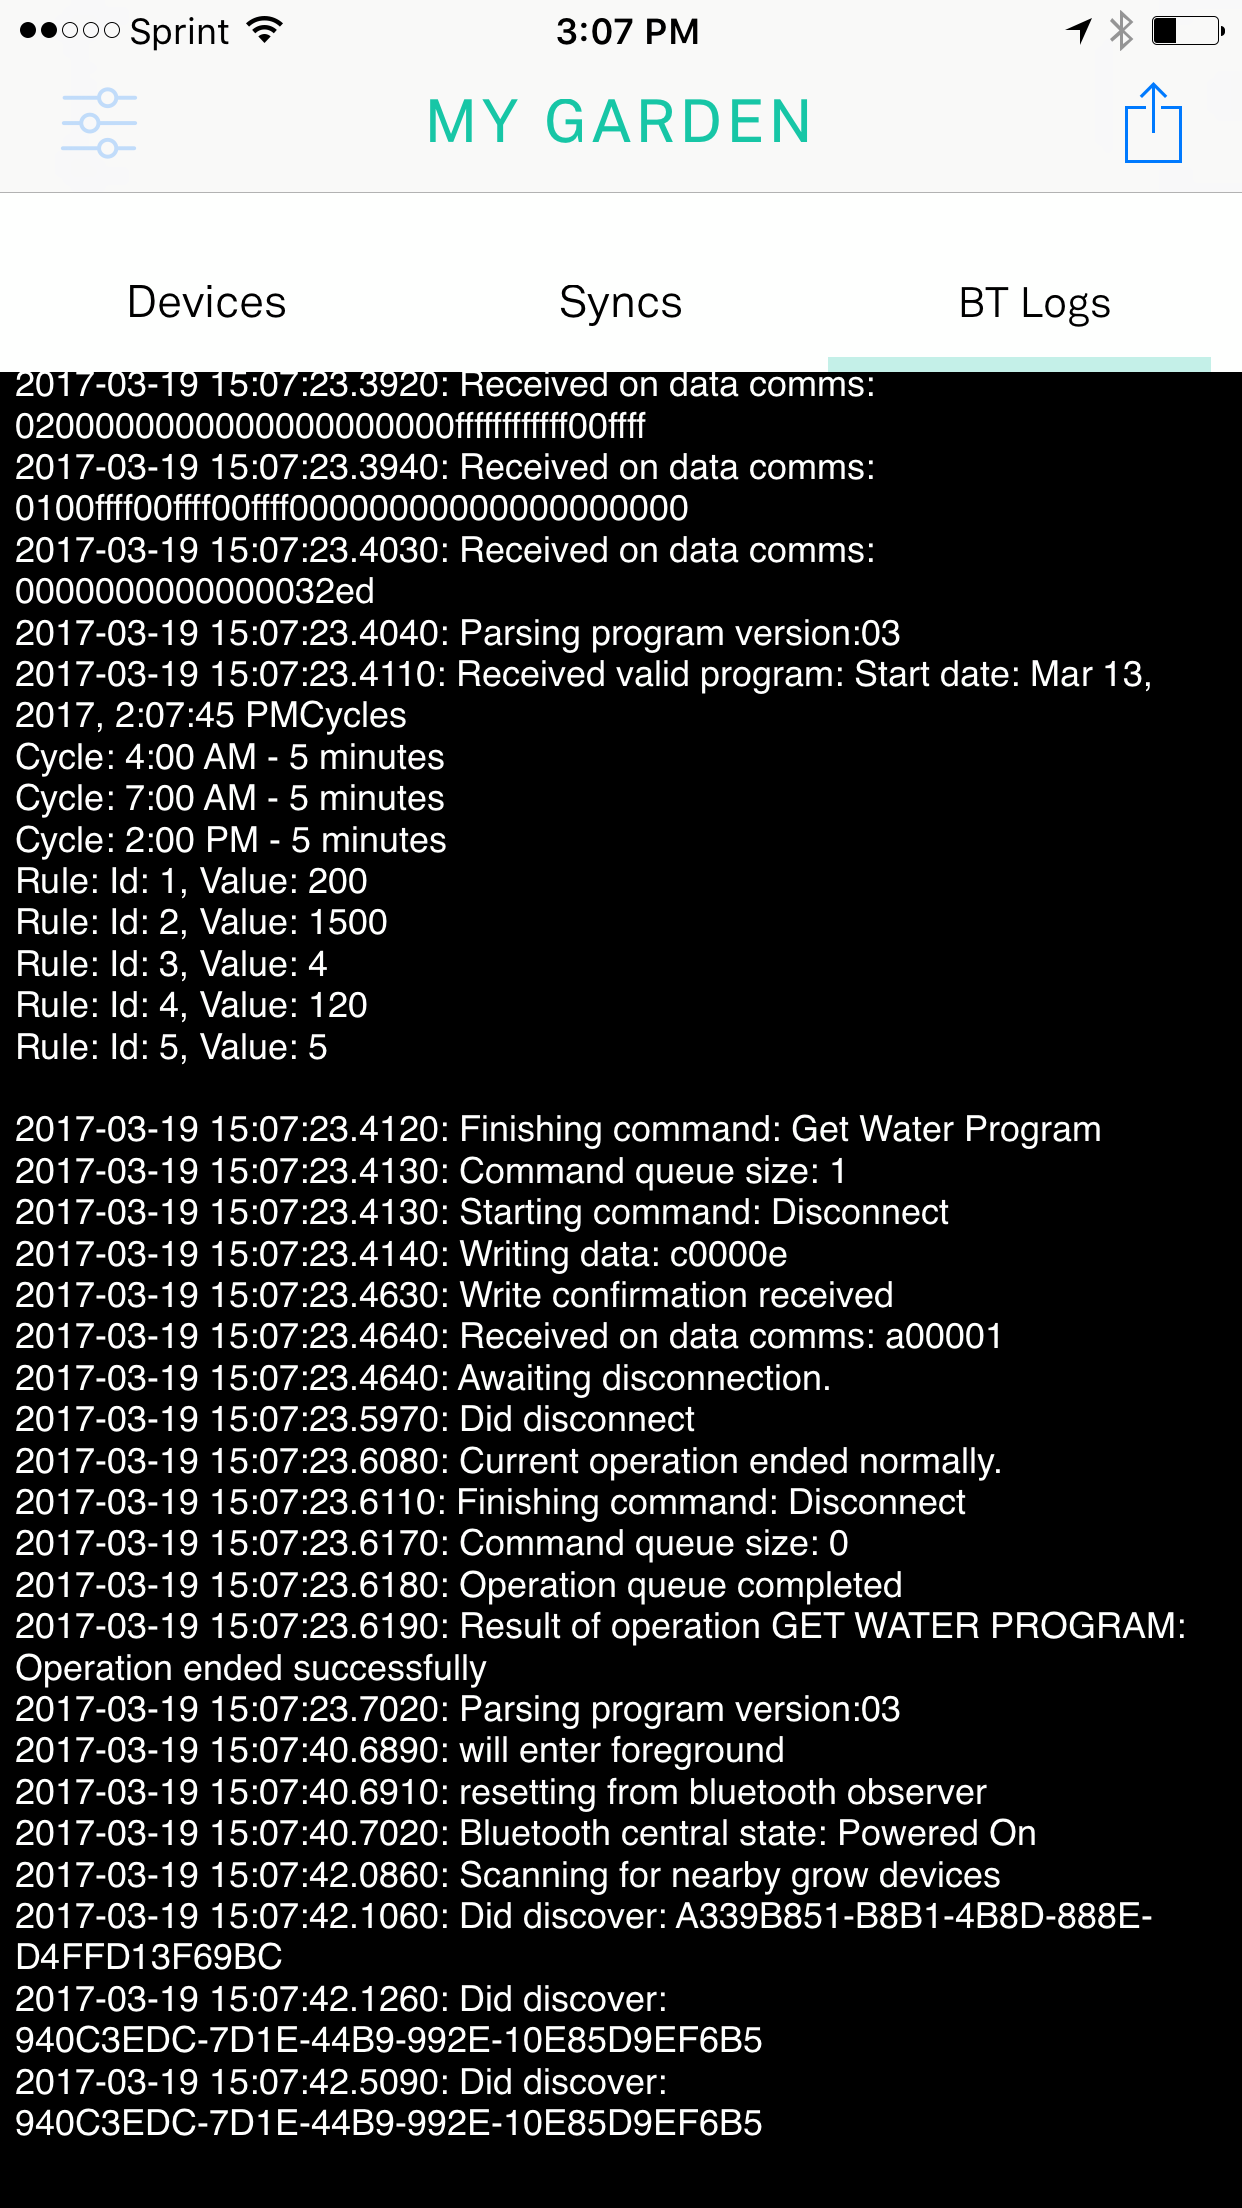 Sprint 3:07 PM
MY GARDEN
Devices Syncs BT Logs
2017-03-19 15:07:23.3920: Received on data comms:
020000000000000000000000ffffffffffff00ffff
2017-03-19 15:07:23.3940: Received on data comms:
0100ffff00ffff00ffff00000000000000000000
2017-03-19 15:07:23.4030: Received on data comms:
0000000000000032ed
2017-03-19 15:07:23.4040: Parsing program version:03
2017-03-19 15:07:23.4110: Received valid program: Start date: Mar 13,
2017, 2:07:45 PMCycles
Cycle: 4:00 AM - 5 minutes
Cycle: 7:00 AM - 5 minutes
Cycle: 2:00 PM - 5 minutes
Rule: Id: 1, Value: 200
Rule: Id: 2, Value: 1500
Rule: Id: 3, Value: 4
Rule: Id: 4, Value: 120
Rule: Id: 5, Value: 5
2017-03-19 15:07:23.4120: Finishing command: Get Water Program
2017-03-19 15:07:23.4130: Command queue size: 1
2017-03-19 15:07:23.4130: Starting command: Disconnect
2017-03-19 15:07:23.4140: Writing data: c0000e
2017-03-19 15:07:23.4630: Write confirmation received
2017-03-19 15:07:23.4640: Received on data comms: a00001
2017-03-19 15:07:23.4640: Awaiting disconnection.
2017-03-19 15:07:23.5970: Did disconnect
2017-03-19 15:07:23.6080: Current operation ended normally.
2017-03-19 15:07:23.6110: Finishing command: Disconnect
2017-03-19 15:07:23.6170: Command queue size: 0
2017-03-19 15:07:23.6180: Operation queue completed
2017-03-19 15:07:23.6190: Result of operation GET WATER PROGRAM:
Operation ended successfully
2017-03-19 15:07:23.7020: Parsing program version:03
2017-03-19 15:07:40.6890: will enter foreground
2017-03-19 15:07:40.6910: resetting from bluetooth observer
2017-03-19 15:07:40.7020: Bluetooth central state: Powered On
2017-03-19 15:07:42.0860: Scanning for nearby grow devices
2017-03-19 15:07:42.1060: Did discover: A339B851-B8B1-4B8D-888E-
D4FFD13F69BC
2017-03-19 15:07:42.1260: Did discover:
940C3EDC-7D1E-44B9-992E-10E85D9EF6B5
2017-03-19 15:07:42.5090: Did discover:
940C3EDC-7D1E-44B9-992E-10E85D9EF6B5